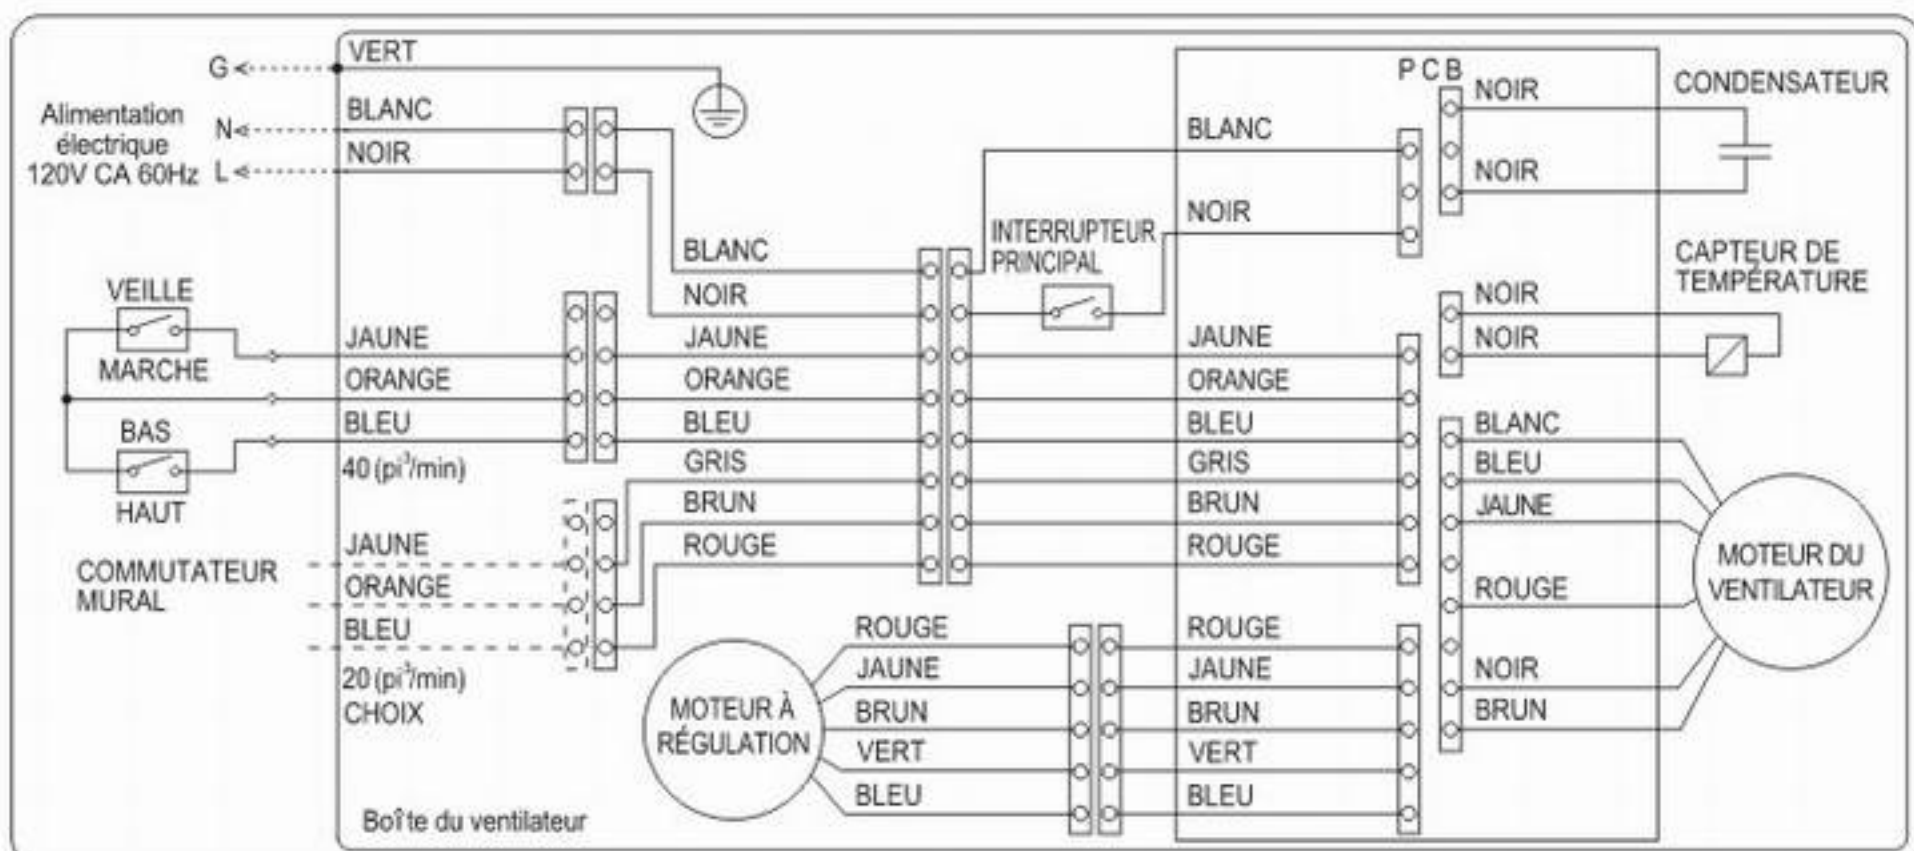 G
VERT
Alimentation
électrique
120V CA 60Hz
N
BLANC
L
NOIR
VEILLE
MARCHE
BAS
HAUT
JAUNE
ORANGE
BLEU
40 (pi³/min)
COMMUTATEUR
MURAL
JAUNE
ORANGE
BLEU
20 (pi³/min)
CHOIX
Boîte du ventilateur
BLANC
NOIR
JAUNE
ORANGE
BLEU
GRIS
BRUN
ROUGE
INTERRUPTEUR
PRINCIPAL
MOTEUR À
RÉGULATION
ROUGE
JAUNE
BRUN
VERT
BLEU
PCB
BLANC
NOIR
JAUNE
ORANGE
BLEU
GRIS
BRUN
ROUGE
ROUGE
JAUNE
BRUN
VERT
BLEU
NOIR
NOIR
CONDENSATEUR
NOIR
NOIR
CAPTEUR DE
TEMPÉRATURE
BLANC
BLEU
JAUNE
ROUGE
NOIR
BRUN
MOTEUR DU
VENTILATEUR